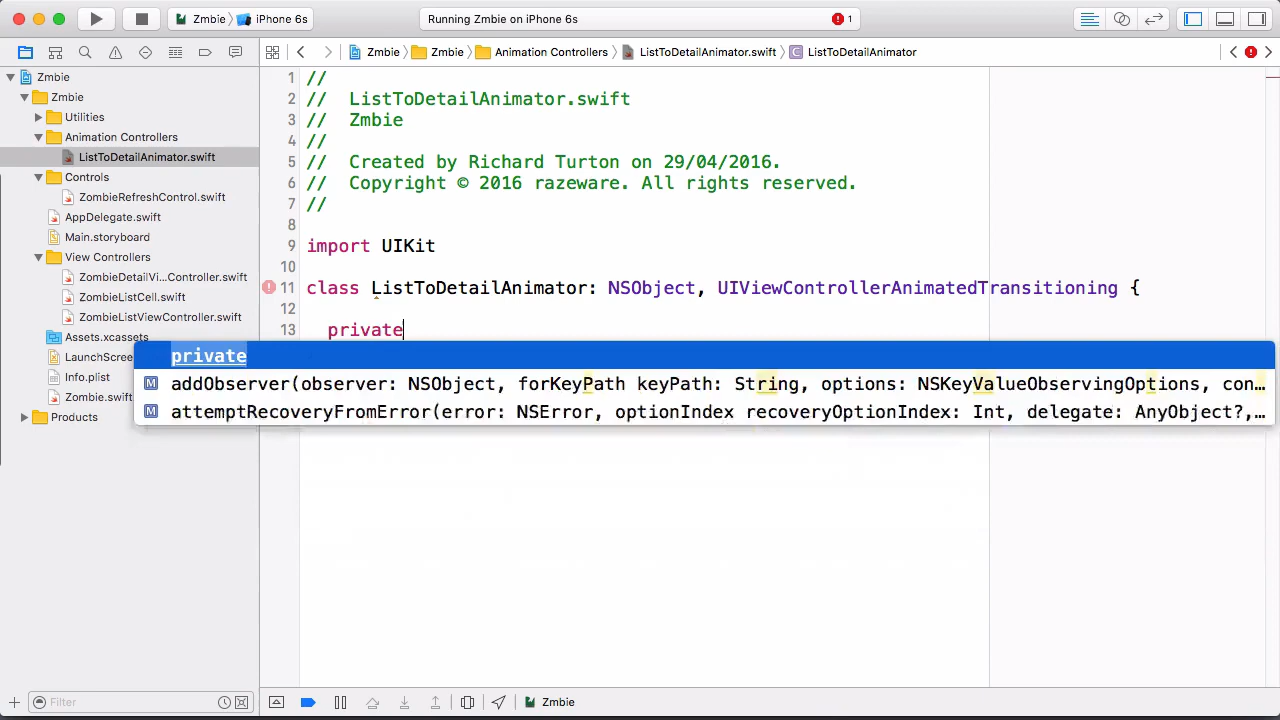 Zmbie iPhone 6s
Running Zmbie on iPhone 6s
1
Zmbie Zmbie Animation Controllers ListToDetailAnimator.swift ListToDetailAnimator
Zmbie
Zmbie
Utilities
Animation Controllers
ListToDetailAnimator.swift
Controls
ZombieRefreshControl.swift
AppDelegate.swift
Main.storyboard
View Controllers
ZombieDetailVi...Controller.swift
ZombieListCell.swift
ZombieListViewController.swift
Assets.xcassets
LaunchScree
Info.plist
Zombie.swift
Products
Filter
1 //
2 //  ListToDetailAnimator.swift
3 //  Zmbie
4 //
5 //  Created by Richard Turton on 29/04/2016.
6 //  Copyright © 2016 razeware. All rights reserved.
7 //
8
9 import UIKit
10
11 class ListToDetailAnimator: NSObject, UIViewControllerAnimatedTransitioning {
12
13   private
private
M addObserver(observer: NSObject, forKeyPath keyPath: String, options: NSKeyValueObservingOptions, con…
M attemptRecoveryFromError(error: NSError, optionIndex recoveryOptionIndex: Int, delegate: AnyObject?,…
Zmbie